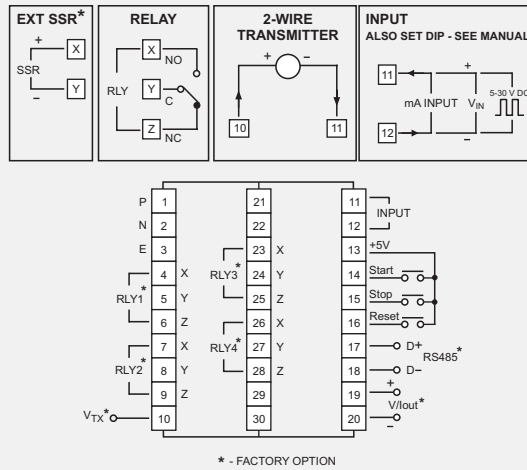 EXT SSR*
+
X
SSR
Y
–
RELAY
X
NO
RLY
Y
C
Z
NC
2-WIRE
TRANSMITTER
+ –
10 11
INPUT
ALSO SET DIP - SEE MANUAL
11 +
5-30 V DC
mA INPUT VIN
12 –
P 1 21 11
INPUT
N 2 22 12
E 3 23 X 13 +5V
RLY3*
4 X 24 Y 14 Start
RLY1*
5 Y 25 Z 15 Stop
6 Z 26 X 16 Reset
RLY4*
7 X 27 Y 17 D+
RS485*
RLY2*
8 Y 28 Z 18 D–
9 Z 29 19 +
V/Iout*
VTX* 10 30 20 –
* - FACTORY OPTION